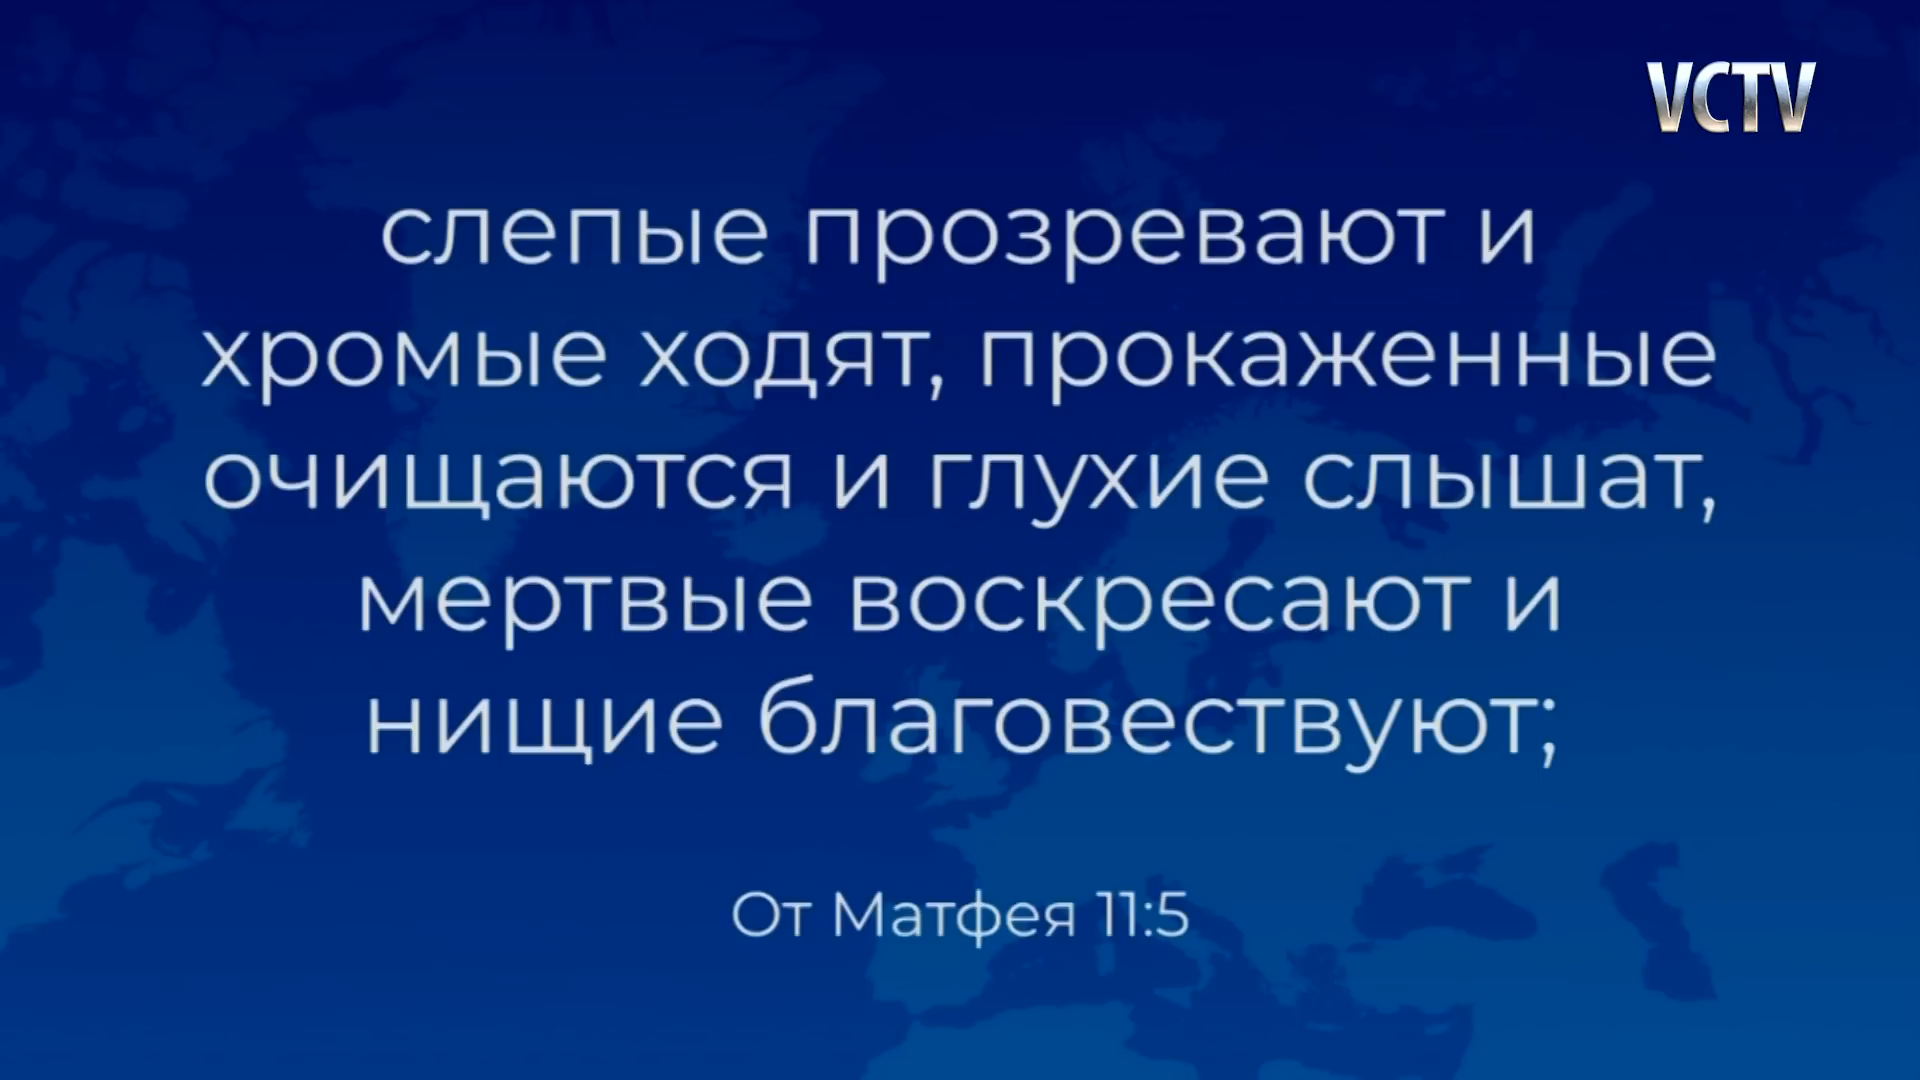 VCTV
слепые прозревают и
хромые ходят, прокаженные
очищаются и глухие слышат,
мертвые воскресают и
нищие благовествуют;
От Матфея 11:5